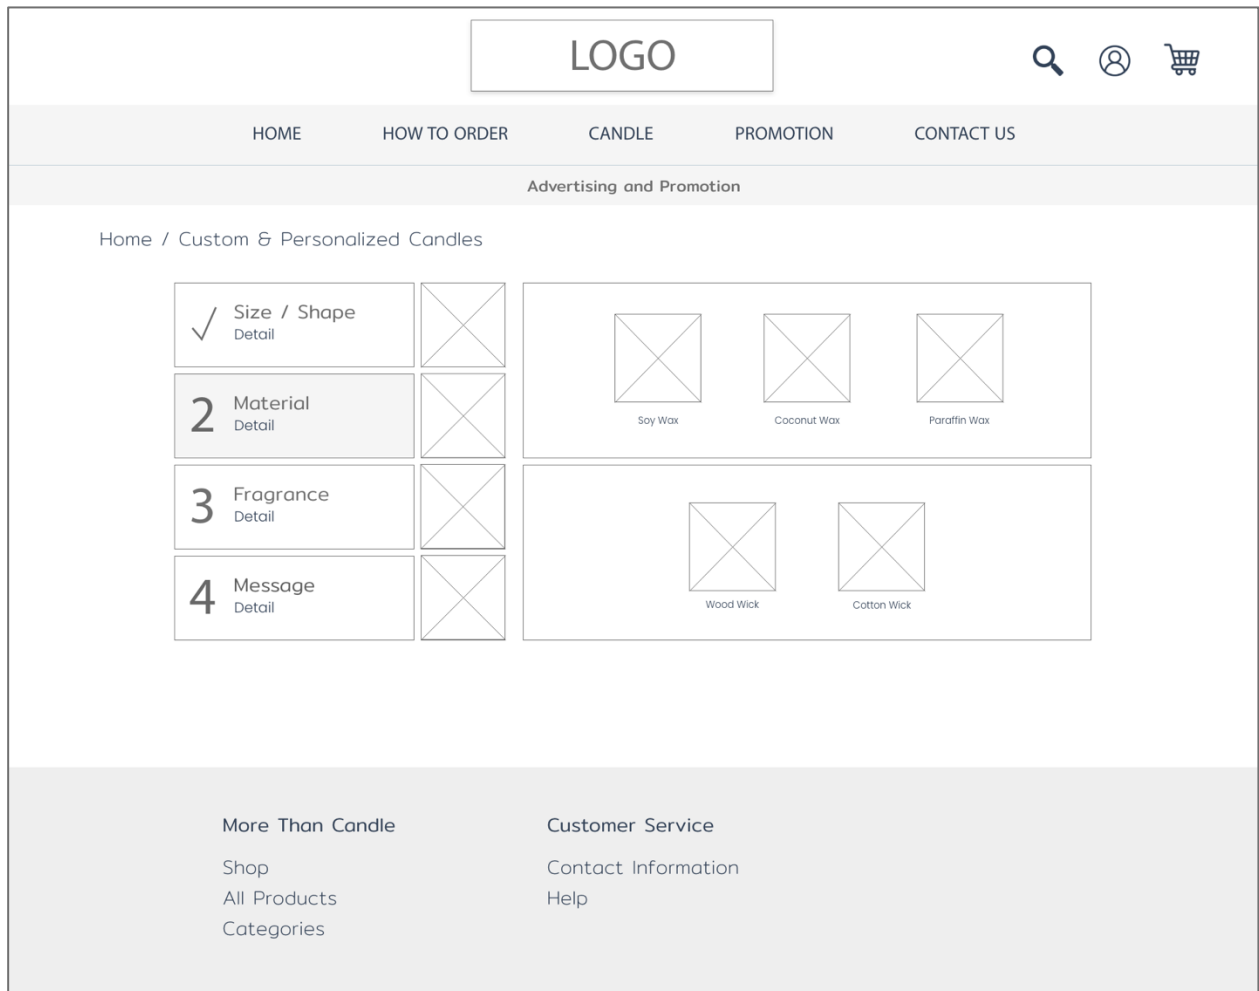 LOGO
HOME HOW TO ORDER CANDLE PROMOTION CONTACT US
Advertising and Promotion
Home / Custom & Personalized Candles
Size / Shape
Detail
2 Material
Detail
3 Fragrance
Detail
4 Message
Detail
Soy Wax Coconut Wax Paraffin Wax
Wood Wick Cotton Wick
More Than Candle
Shop
All Products
Categories
Customer Service
Contact Information
Help